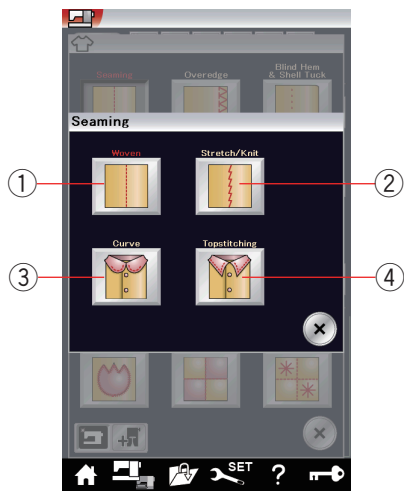 Seaming
Overedge
Blind Hem
& Shell Tuck
Seaming
Woven
Stretch/Knit
1
2
Curve
Topstitching
3
4
SET
?